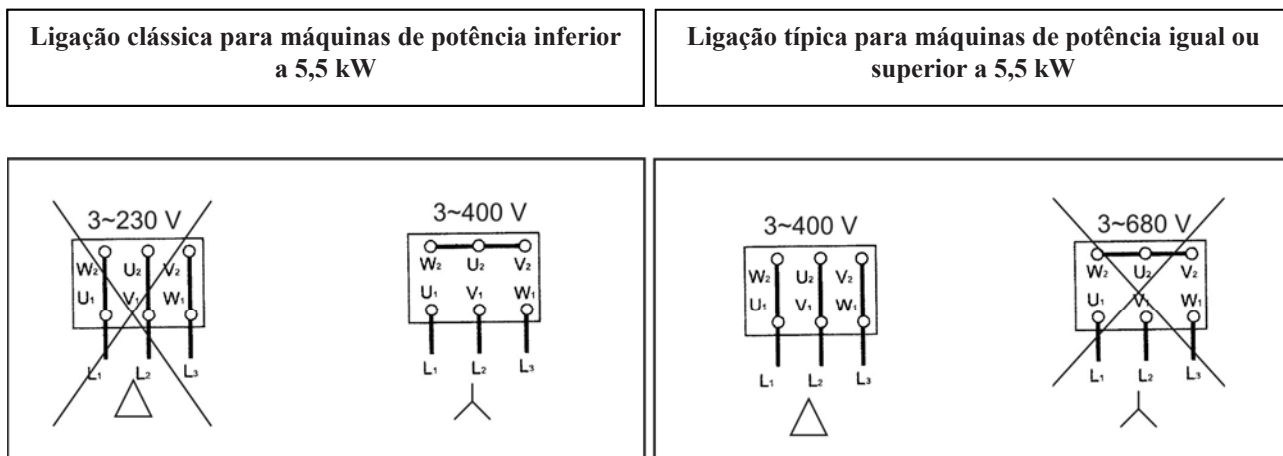 Ligação clássica para máquinas de potência inferior
a 5,5 kW
Ligação típica para máquinas de potência igual ou
superior a 5,5 kW
3~230 V
W2 U2 V2
U1 V1 W1
L1 L2 L3
3~400 V
W2 U2 V2
U1 V1 W1
L1 L2 L3
3~400 V
W2 U2 V2
U1 V1 W1
L1 L2 L3
3~680 V
W2 U2 V2
U1 V1 W1
L1 L2 L3